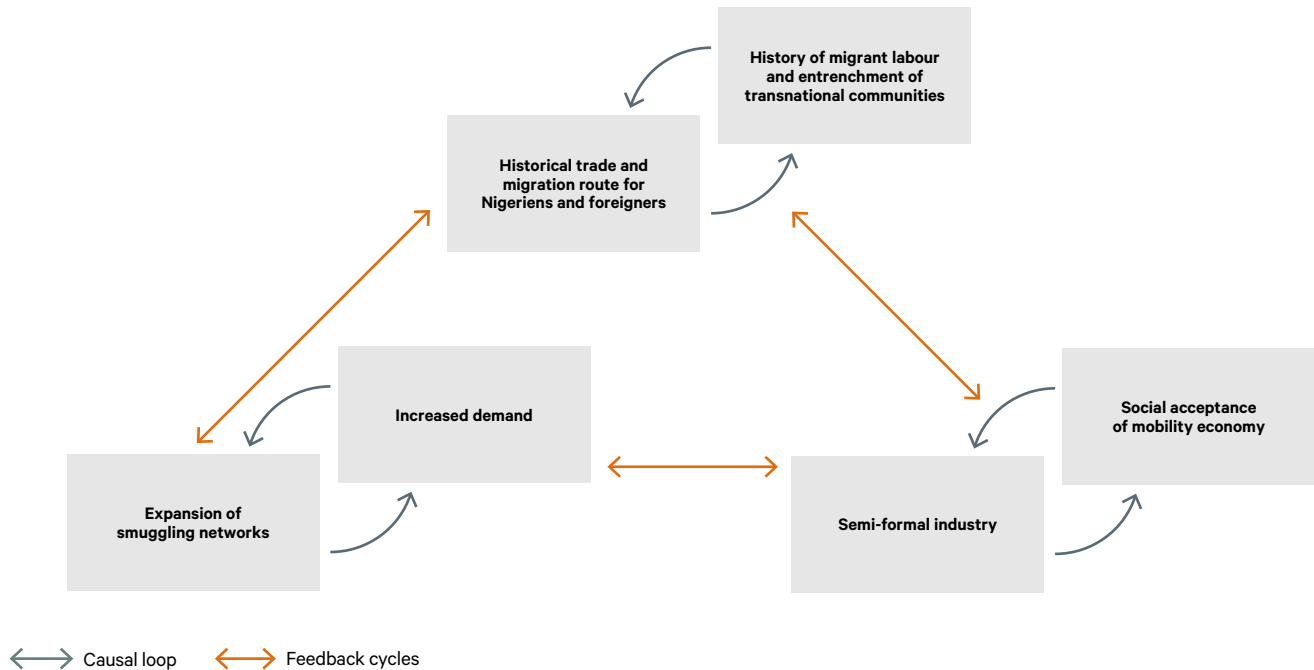 History of migrant labour
and entrenchment of
transnational communities
Historical trade and
migration route for
Nigeriens and foreigners
Increased demand
Social acceptance
of mobility economy
Expansion of
smuggling networks
Semi-formal industry
Causal loop
Feedback cycles